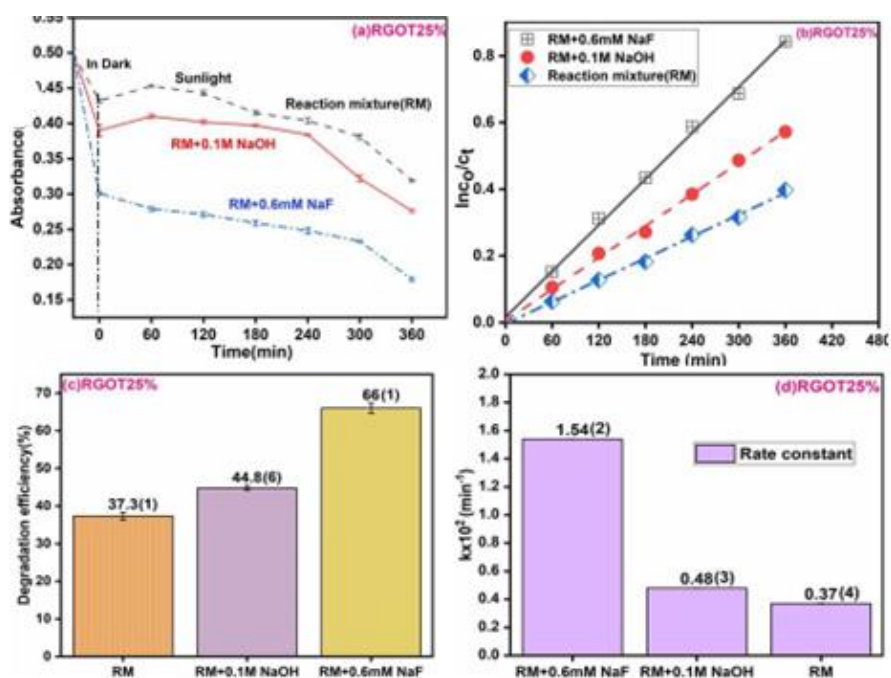 (a)RGOT25%
0.50
0.45
0.40
0.35
0.30
0.25
0.20
0.15
Absorbance
In Dark
Sunlight
Reaction mixture(RM)
RM+0.1M NaOH
RM+0.6mM NaF
0 60 120 180 240 300 360
Time(min)
(b)RGOT25%
RM+0.6mM NaF
RM+0.1M NaOH
Reaction mixture(RM)
0.8
0.6
0.4
0.2
0.0
lnc₀/cₜ
0 60 120 180 240 300 360 420 480
Time (min)
(c)RGOT25%
70
60
50
40
30
20
10
0
Degradation efficiency(%)
37.3(1)
44.8(6)
66(1)
RM RM+0.1M NaOH RM+0.6mM NaF
(d)RGOT25%
2.0
1.8
1.6
1.4
1.2
1.0
0.8
0.6
0.4
0.2
0.0
kx10² (min⁻¹)
1.54(2)
Rate constant
0.48(3)
0.37(4)
RM+0.6mM NaF RM+0.1M NaOH RM